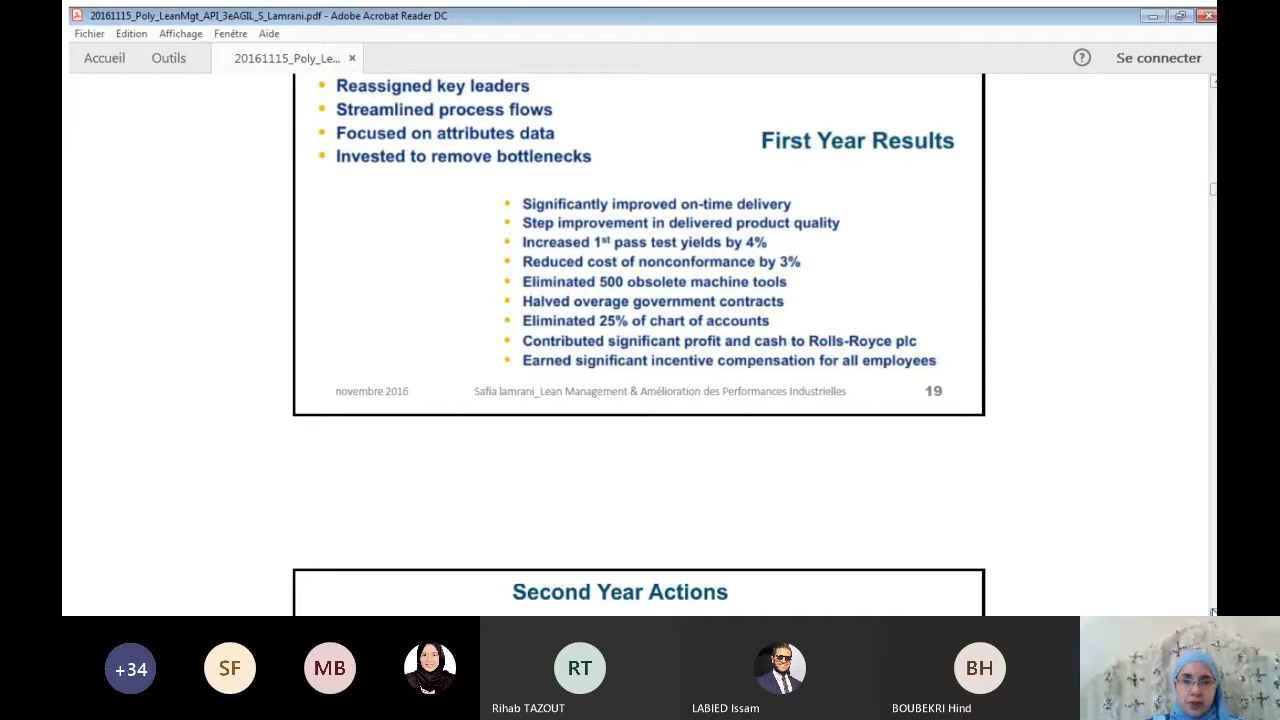 20161115_Poly_LeanMgt_API_3eAGIL_S_Lamrani.pdf - Adobe Acrobat Reader DC
Fichier Edition Affichage Fenêtre Aide
Accueil Outils 20161115_Poly_Le... × ? Se connecter
• Reassigned key leaders
• Streamlined process flows
• Focused on attributes data
• Invested to remove bottlenecks
First Year Results
• Significantly improved on-time delivery
• Step improvement in delivered product quality
• Increased 1st pass test yields by 4%
• Reduced cost of nonconformance by 3%
• Eliminated 500 obsolete machine tools
• Halved overage government contracts
• Eliminated 25% of chart of accounts
• Contributed significant profit and cash to Rolls-Royce plc
• Earned significant incentive compensation for all employees
novembre 2016 Safia lamrani_Lean Management & Amélioration des Performances Industrielles 19
Second Year Actions
+34 SF MB RT BH
Rihab TAZOUT LABIED Issam BOUBEKRI Hind